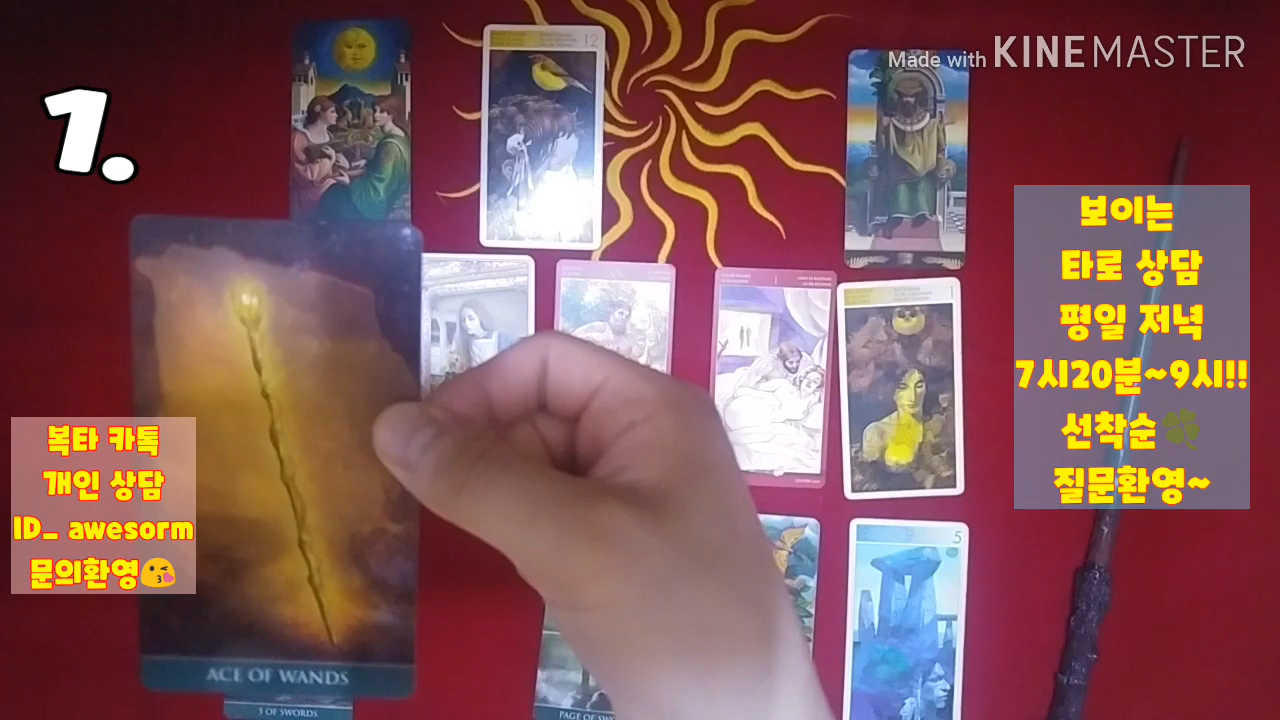 Made with KINEMASTER
1.
12
보이는
타로 상담
평일 저녁
7시20분~9시!!
선착순🍀
질문환영~
복타 카톡
개인 상담
ID_ awesorm
문의환영😘
1
5
ACE OF WANDS
5 OF SWORDS
PAGE OF